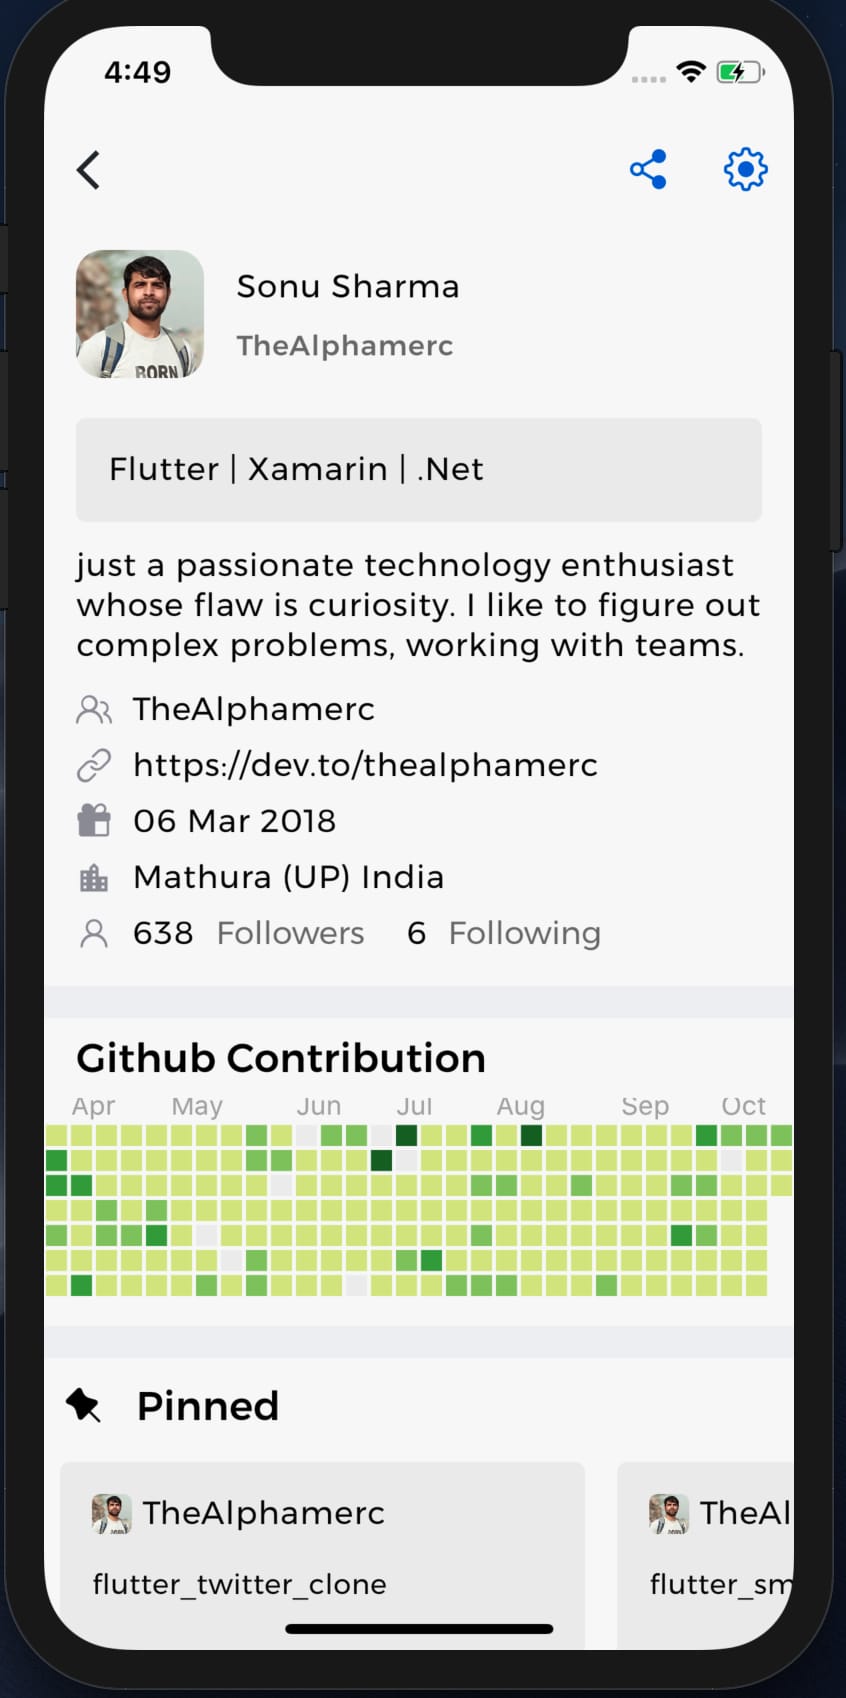 4:49
Sonu Sharma
TheAlphamerc
BORN
Flutter | Xamarin | .Net
just a passionate technology enthusiast
whose flaw is curiosity. I like to figure out
complex problems, working with teams.
TheAlphamerc
https://dev.to/thealphamerc
06 Mar 2018
Mathura (UP) India
638 Followers 6 Following
Github Contribution
Apr May Jun Jul Aug Sep Oct
Pinned
TheAlphamerc TheAl
flutter_twitter_clone flutter_sm